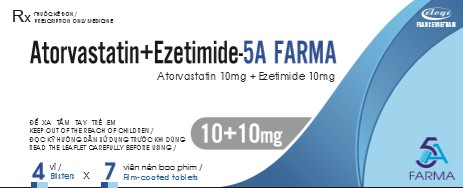 Rx THUỐC KÊ ĐƠN /
PRESCRIPTION ONLY MEDICINE
éloge
FRANCE VIETNAM
Atorvastatin+Ezetimide-5A FARMA
Atorvastatin 10mg + Ezetimide 10mg
ĐỂ XA TẦM TAY TRẺ EM
KEEP OUT OF THE REACH OF CHILDREN /
ĐỌC KỸ HƯỚNG DẪN SỬ DỤNG TRƯỚC KHI DÙNG
READ THE LEAFLET CAREFULLY BEFORE USING /
10+10mg
4 vỉ / Blisters X 7 viên nén bao phim / Film-coated tablets
5A FARMA